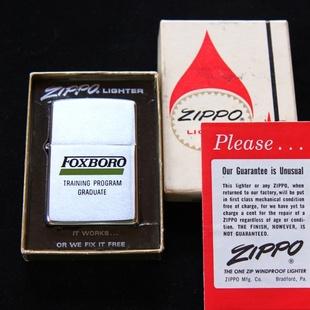 ZIPPO LIGHTER
FOXBORO
TRAINING PROGRAM
GRADUATE
IT WORKS...
OR WE FIX IT FREE
ZIPPO
Please...
Our Guarantee is Unusual
This lighter or any ZIPPO, when
returned to our factory, will be put
in first class mechanical condition
free of charge, for we have yet to
charge a cent for the repair of a
ZIPPO regardless of age or condi-
tion. THE FINISH, HOWEVER, IS
NOT GUARANTEED.
ZIPPO
®
THE ONE ZIP WINDPROOF LIGHTER
ZIPPO Mfg. Co. Bradford, Pa.